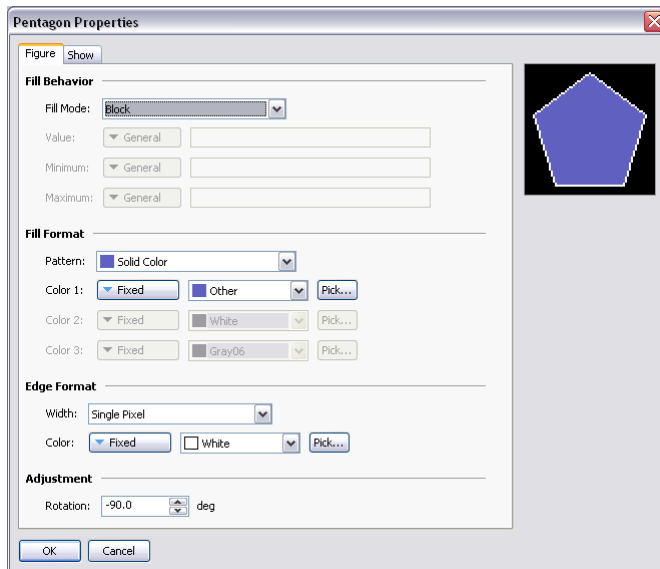 Pentagon Properties
Figure Show
Fill Behavior
Fill Mode: Block
Value: General
Minimum: General
Maximum: General
Fill Format
Pattern: Solid Color
Color 1: Fixed Other Pick...
Color 2: Fixed White Pick...
Color 3: Fixed Gray06 Pick...
Edge Format
Width: Single Pixel
Color: Fixed White Pick...
Adjustment
Rotation: -90.0 deg
OK Cancel